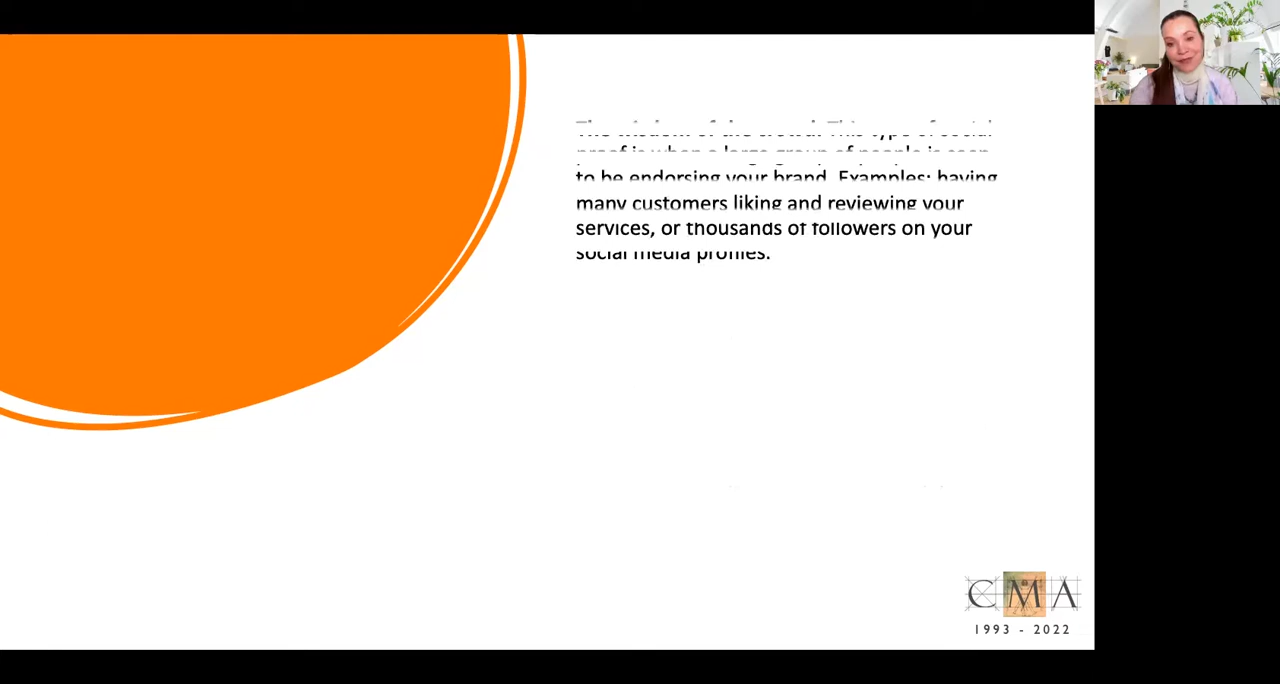 The wisdom of the crowd. This type of social
proof is when a large group of people is seen
to be endorsing your brand. Examples: having
many customers liking and reviewing your
services, or thousands of followers on your
social media profiles.
CMA
1993 - 2022